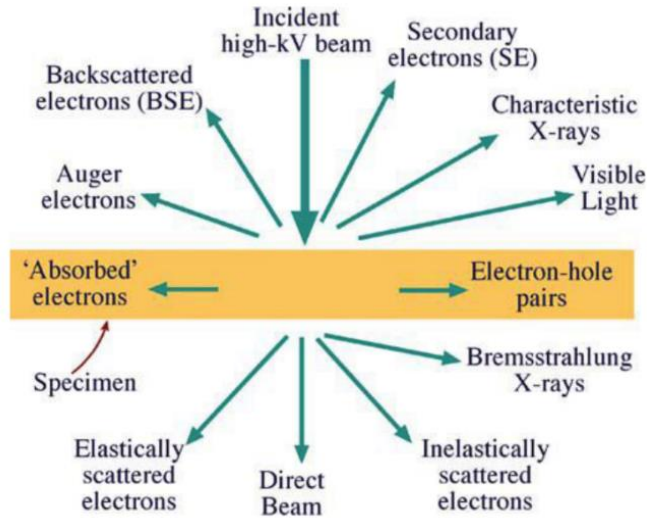 Incident
high-kV beam
Secondary
electrons (SE)
Backscattered
electrons (BSE)
Characteristic
X-rays
Auger
electrons
Visible
Light
'Absorbed'
electrons
Electron-hole
pairs
Specimen
Bremsstrahlung
X-rays
Elastically
scattered
electrons
Direct
Beam
Inelastically
scattered
electrons